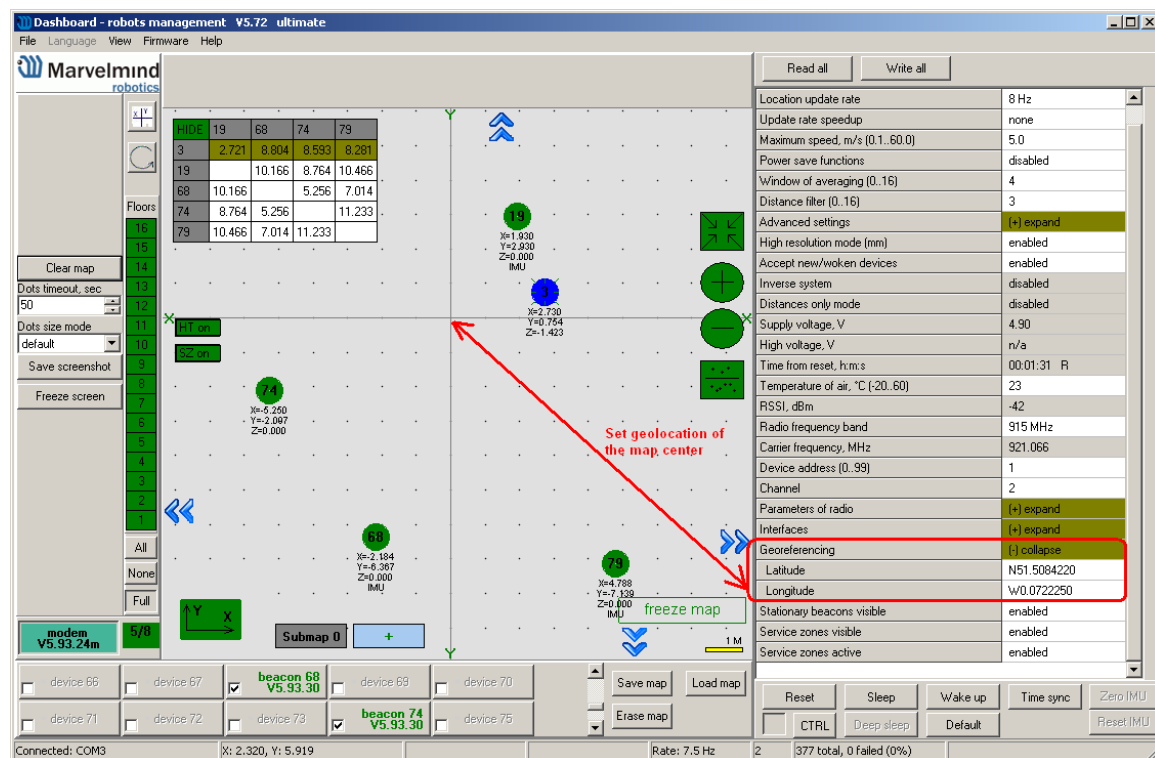 Dashboard - robots management V5.72 ultimate
File Language View Firmware Help
Marvelmind
robotics
Read all Write all
Location update rate 8 Hz
Update rate speedup none
Maximum speed, m/s (0.1..60.0) 5.0
Power save functions disabled
Window of averaging (0..16) 4
Distance filter (0..16) 3
Advanced settings (+) expand
High resolution mode (mm) enabled
Accept new/woken devices enabled
Inverse system disabled
Distances only mode disabled
Supply voltage, V 4.90
High voltage, V n/a
Time from reset, h:m:s 00:01:31 R
Temperature of air, °C (-20..60) 23
RSSI, dBm -42
Radio frequency band 915 MHz
Carrier frequency, MHz 921.066
Device address (0..99) 1
Channel 2
Parameters of radio (+) expand
Interfaces (+) expand
Georeferencing (-) collapse
Latitude N51.5084220
Longitude W0.0722250
Stationary beacons visible enabled
Service zones visible enabled
Service zones active enabled
HIDE 19 68 74 79
3 2.721 8.804 8.593 8.281
19 10.166 8.764 10.466
68 10.166 5.256 7.014
74 8.764 5.256 11.233
79 10.466 7.014 11.233
Floors
16
15
14
13
12
11
10
9
8
7
6
5
4
3
2
1
All
None
Full
Clear map
Dots timeout, sec
50
Dots size mode
default
Save screenshot
Freeze screen
HT on
SZ on
Y
X
X
Y
19
X=1.930
Y=2.930
Z=0.000
IMU
3
X=2.730
Y=0.754
Z=-1.423
74
X=-5.250
Y=-2.097
Z=0.000
Set geolocation of
the map center
68
X=-2.184
Y=-6.367
Z=0.000
IMU
79
X=4.788
Y=-7.139
Z=0.000
IMU
freeze map
1 M
Y X
Submap 0 +
modem
V5.93.24m
5/8
device 66 device 67 beacon 68
V5.93.30 device 69 device 70
device 71 device 72 device 73 beacon 74
V5.93.30 device 75
Save map Load map
Erase map
Reset Sleep Wake up Time sync Zero IMU
CTRL Deep sleep Default Reset IMU
Connected: COM3 X: 2.320, Y: 5.919 Rate: 7.5 Hz 2 377 total, 0 failed (0%)